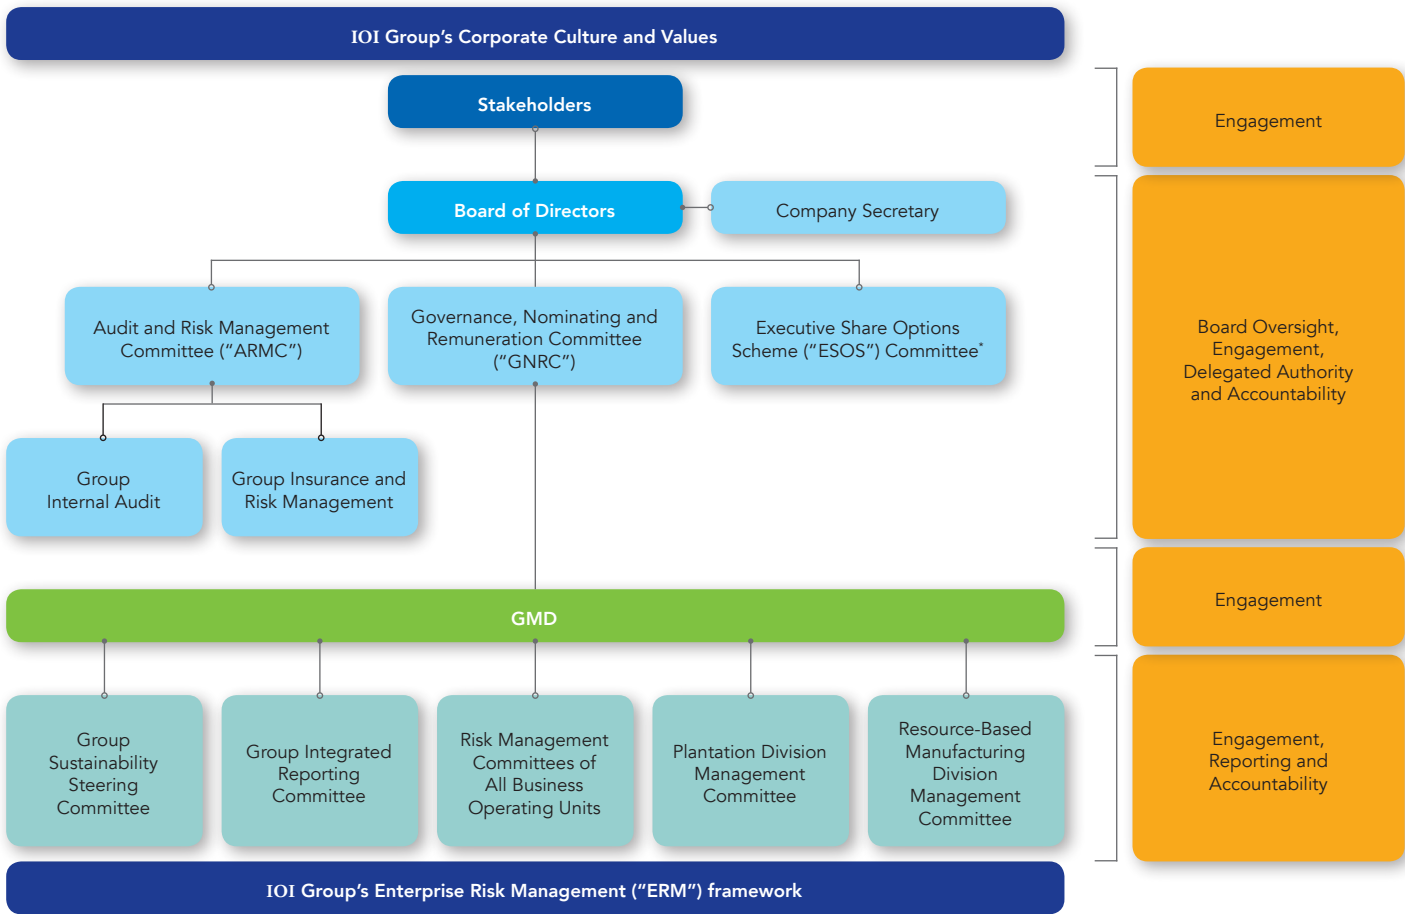 IOI Group’s Corporate Culture and Values
Stakeholders
Engagement
Board of Directors
Company Secretary
Audit and Risk Management
Committee (“ARMC”)
Governance, Nominating and
Remuneration Committee
(“GNRC”)
Executive Share Options
Scheme (“ESOS”) Committee*
Board Oversight,
Engagement,
Delegated Authority
and Accountability
Group
Internal Audit
Group Insurance and
Risk Management
GMD
Engagement
Group
Sustainability
Steering
Committee
Group Integrated
Reporting
Committee
Risk Management
Committees of
All Business
Operating Units
Plantation Division
Management
Committee
Resource-Based
Manufacturing
Division
Management
Committee
Engagement,
Reporting and
Accountability
IOI Group’s Enterprise Risk Management (“ERM”) framework